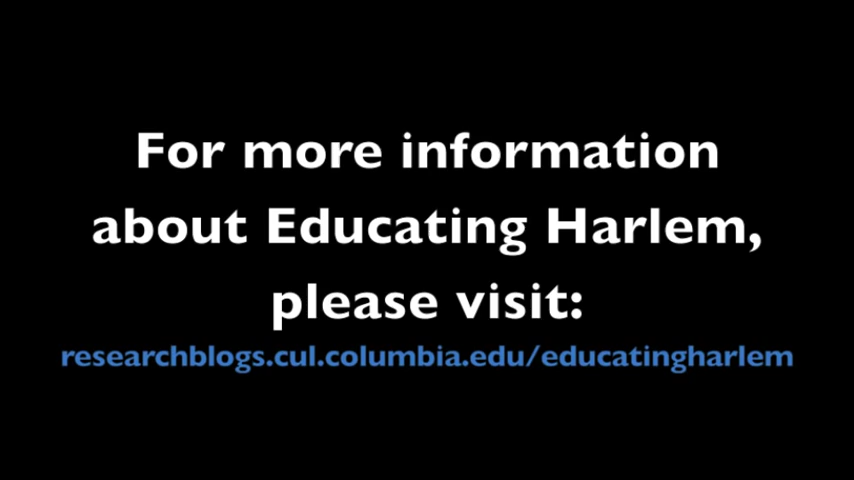 For more information
about Educating Harlem,
please visit:
researchblogs.cul.columbia.edu/educatingharlem